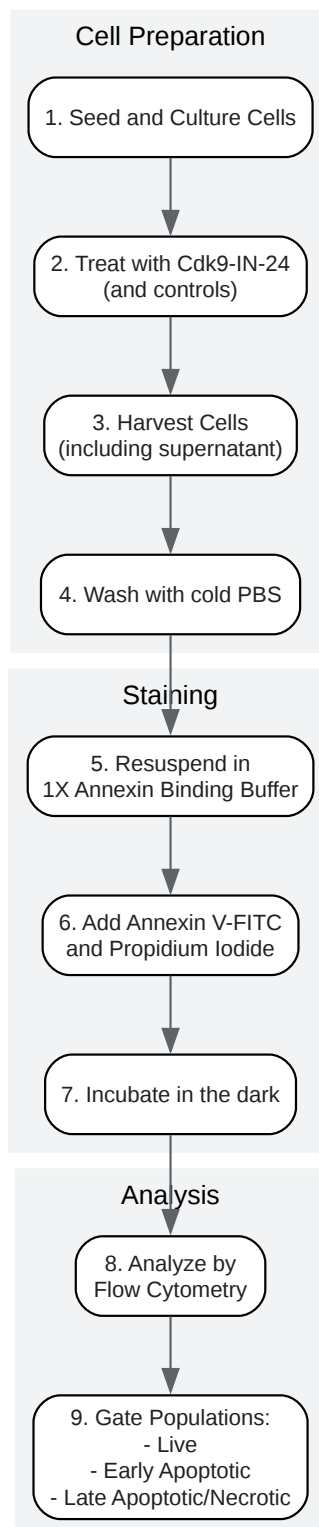 Cell Preparation
1. Seed and Culture Cells
2. Treat with Cdk9-IN-24
(and controls)
3. Harvest Cells
(including supernatant)
4. Wash with cold PBS
Staining
5. Resuspend in
1X Annexin Binding Buffer
6. Add Annexin V-FITC
and Propidium Iodide
7. Incubate in the dark
Analysis
8. Analyze by
Flow Cytometry
9. Gate Populations:
- Live
- Early Apoptotic
- Late Apoptotic/Necrotic